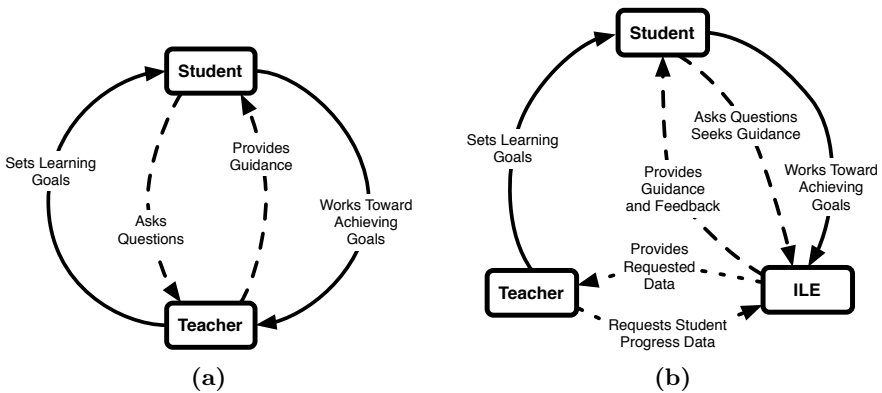 Student
Sets Learning
Goals
Provides
Guidance
Asks
Questions
Works Toward
Achieving
Goals
Teacher
(a)
Student
Asks Questions
Seeks Guidance
Sets Learning
Goals
Provides
Guidance
and Feedback
Works Toward
Achieving
Goals
Provides
Requested
Data
Teacher
ILE
Requests Student
Progress Data
(b)